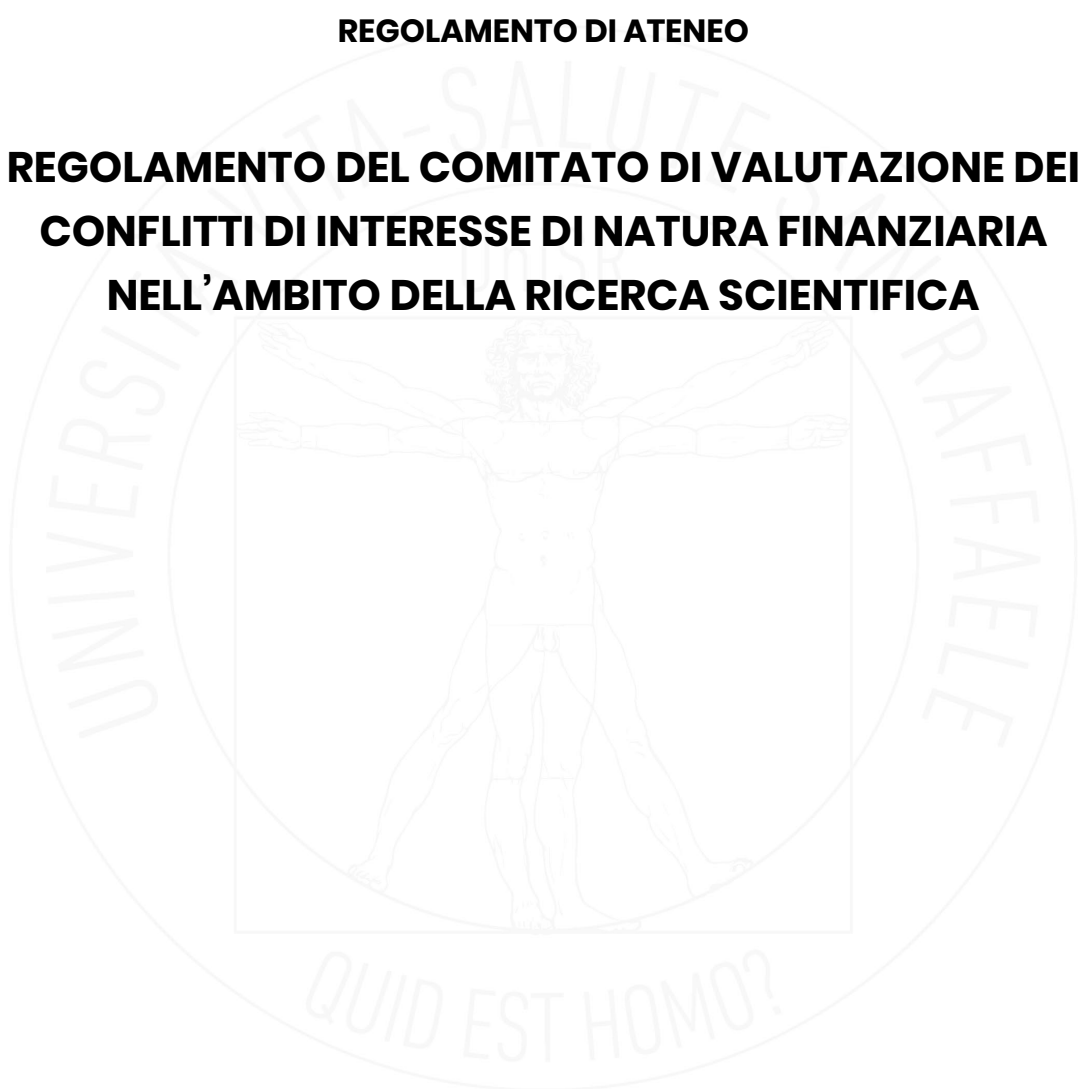 REGOLAMENTO DI ATENEO
REGOLAMENTO DEL COMITATO DI VALUTAZIONE DEI
CONFLITTI DI INTERESSE DI NATURA FINANZIARIA
NELL’AMBITO DELLA RICERCA SCIENTIFICA
UNIVERSITÀ VITA-SALUTE SAN RAFFAELE
UniSR
QUID EST HOMO?